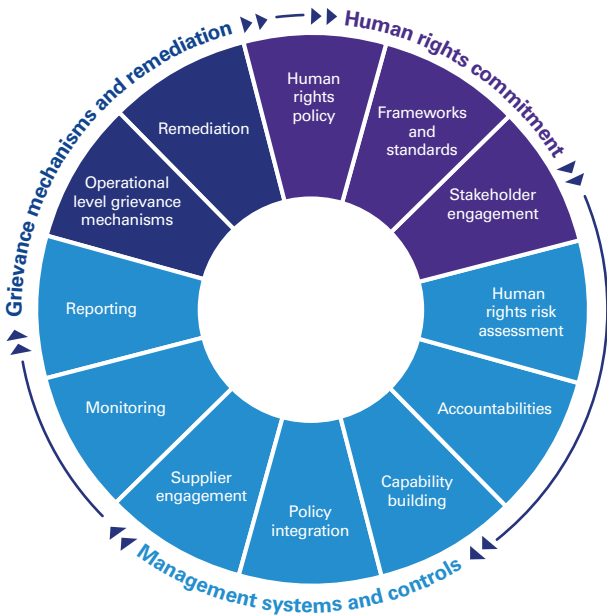 Human rights commitment
Human
rights
policy
Frameworks
and
standards
Stakeholder
engagement
Management systems and controls
Human
rights risk
assessment
Accountabilities
Capability
building
Policy
integration
Supplier
engagement
Monitoring
Reporting
Grievance mechanisms and remediation
Operational
level grievance
mechanisms
Remediation